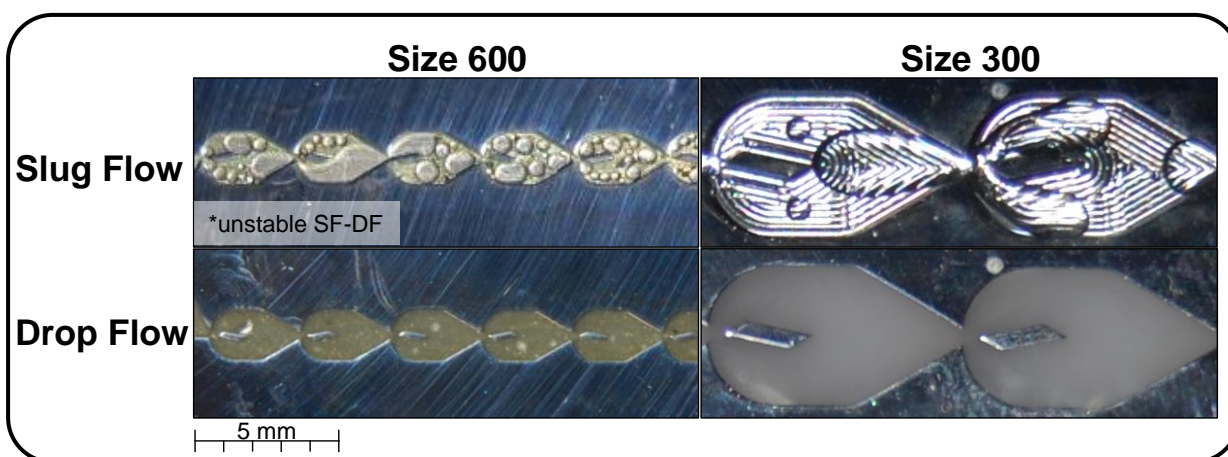 Size 600
Size 300
Slug Flow
*unstable SF-DF
Drop Flow
5 mm